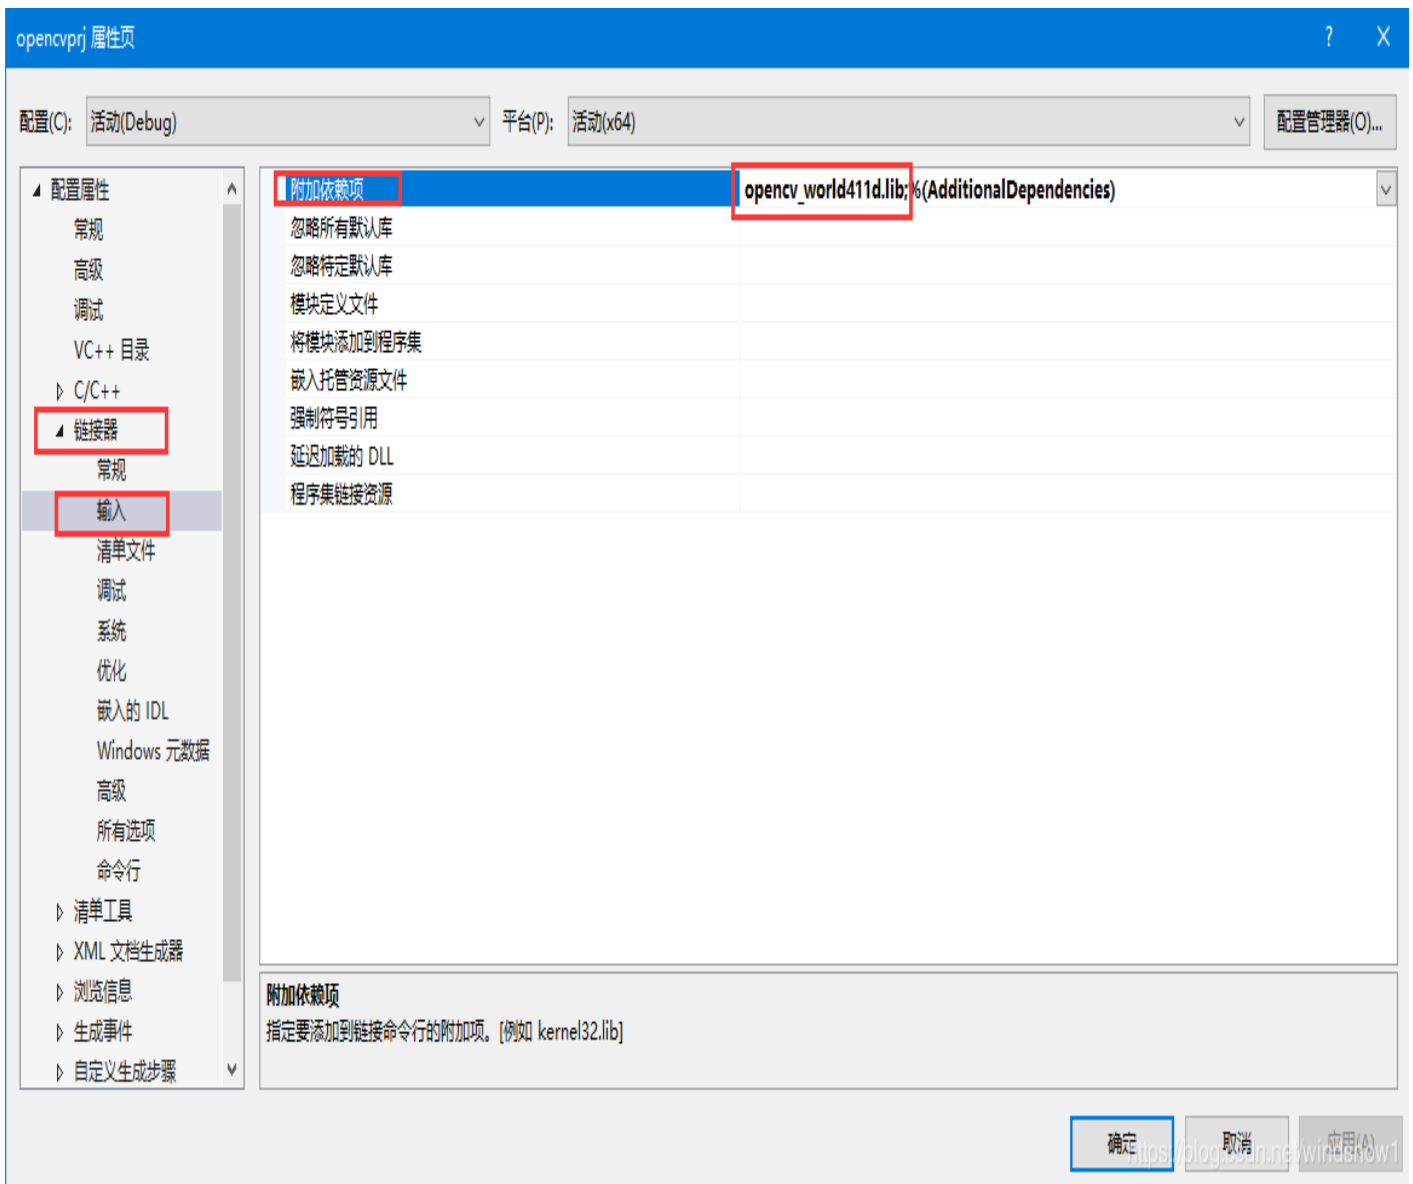 opencvprj 属性页
配置(C): 活动(Debug) 平台(P): 活动(x64) 配置管理器(O)...
配置属性
常规
高级
调试
VC++ 目录
C/C++
链接器
常规
输入
清单文件
调试
系统
优化
嵌入的 IDL
Windows 元数据
高级
所有选项
命令行
清单工具
XML 文档生成器
浏览信息
生成事件
自定义生成步骤
附加依赖项 opencv_world411d.lib;%(AdditionalDependencies)
忽略所有默认库
忽略特定默认库
模块定义文件
将模块添加到程序集
嵌入托管资源文件
强制符号引用
延迟加载的 DLL
程序集链接资源
附加依赖项
指定要添加到链接命令行的附加项。[例如 kernel32.lib]
确定 取消 应用(A)
https://blog.csdn.net/windshow1